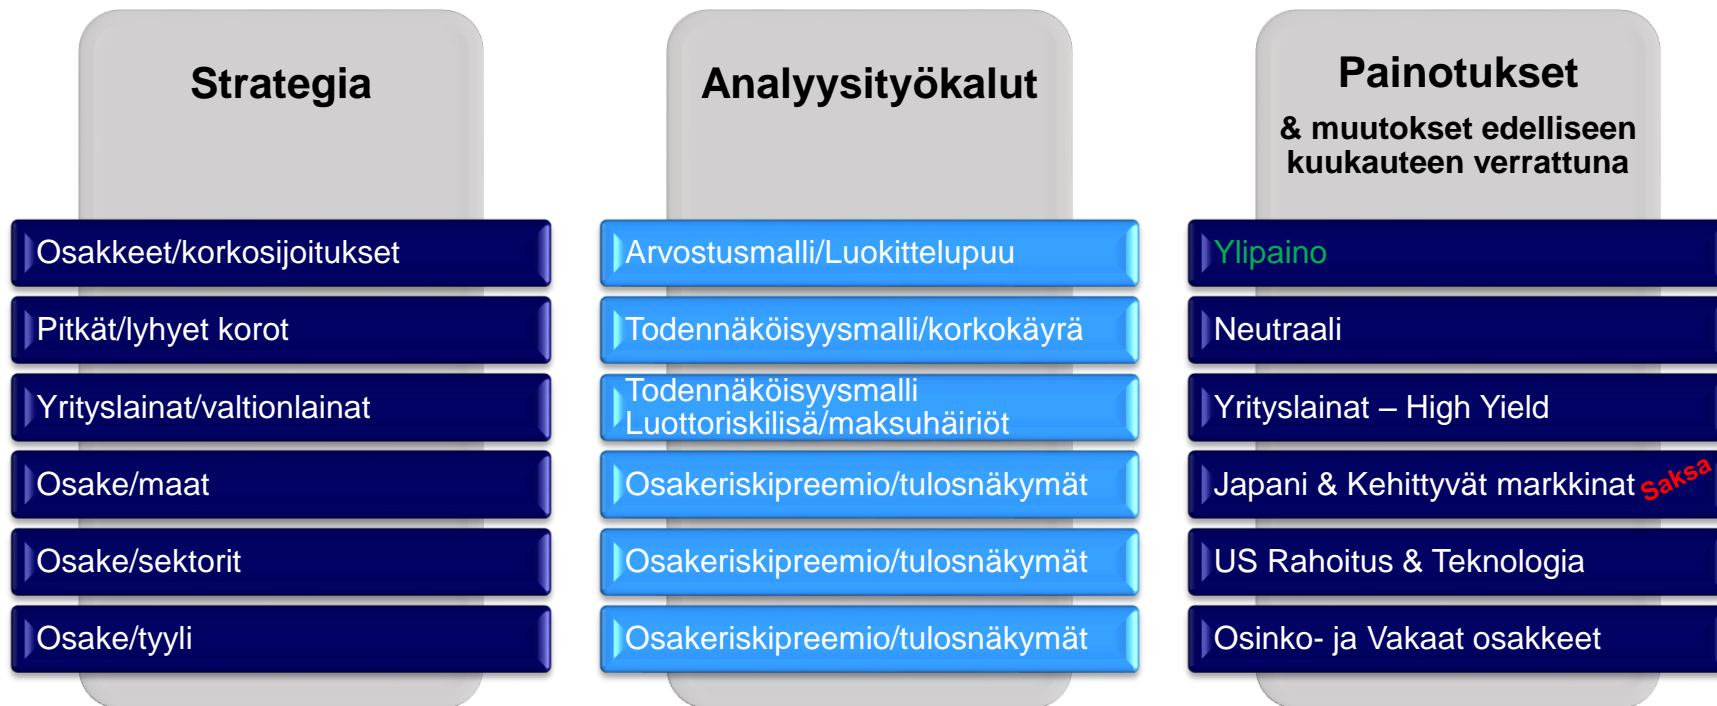 Strategia
Osakkeet/korkosijoitukset
Pitkät/lyhyet korot
Yrityslainat/valtionlainat
Osake/maat
Osake/sektorit
Osake/tyyli
Analyysityökalut
Arvostusmalli/Luokittelupuu
Todennäköisyysmalli/korkokäyrä
Todennäköisyysmalli
Luottoriskilisä/maksuhäiriöt
Osakeriskipreemio/tulosnäkymät
Osakeriskipreemio/tulosnäkymät
Osakeriskipreemio/tulosnäkymät
Painotukset
& muutokset edelliseen
kuukauteen verrattuna
Ylipaino
Neutraali
Yrityslainat – High Yield
Japani & Kehittyvät markkinat Saksa
US Rahoitus & Teknologia
Osinko- ja Vakaat osakkeet